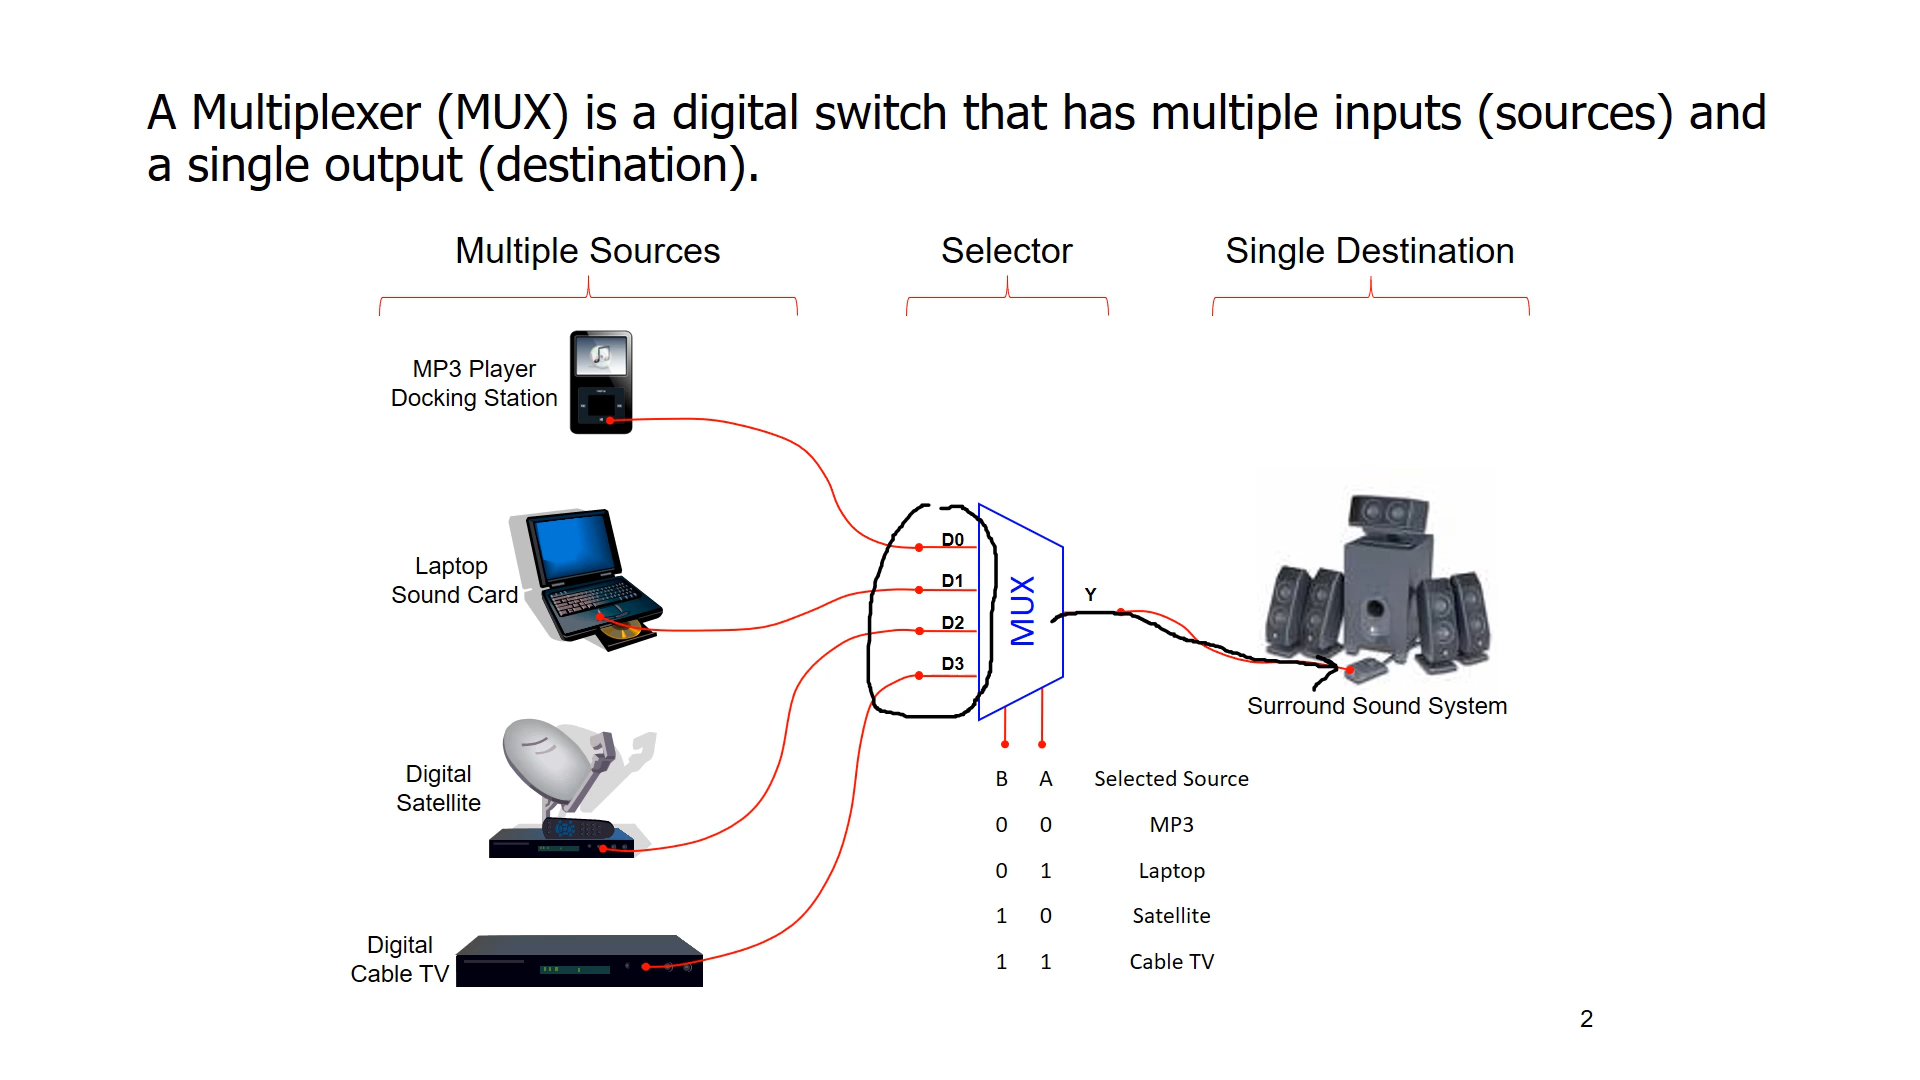 A Multiplexer (MUX) is a digital switch that has multiple inputs (sources) and
a single output (destination).
Multiple Sources
Selector
Single Destination
MP3 Player
Docking Station
Laptop
Sound Card
Digital
Satellite
Digital
Cable TV
D0
D1
D2
D3
MUX
Y
Surround Sound System
B A Selected Source
0 0 MP3
0 1 Laptop
1 0 Satellite
1 1 Cable TV
2